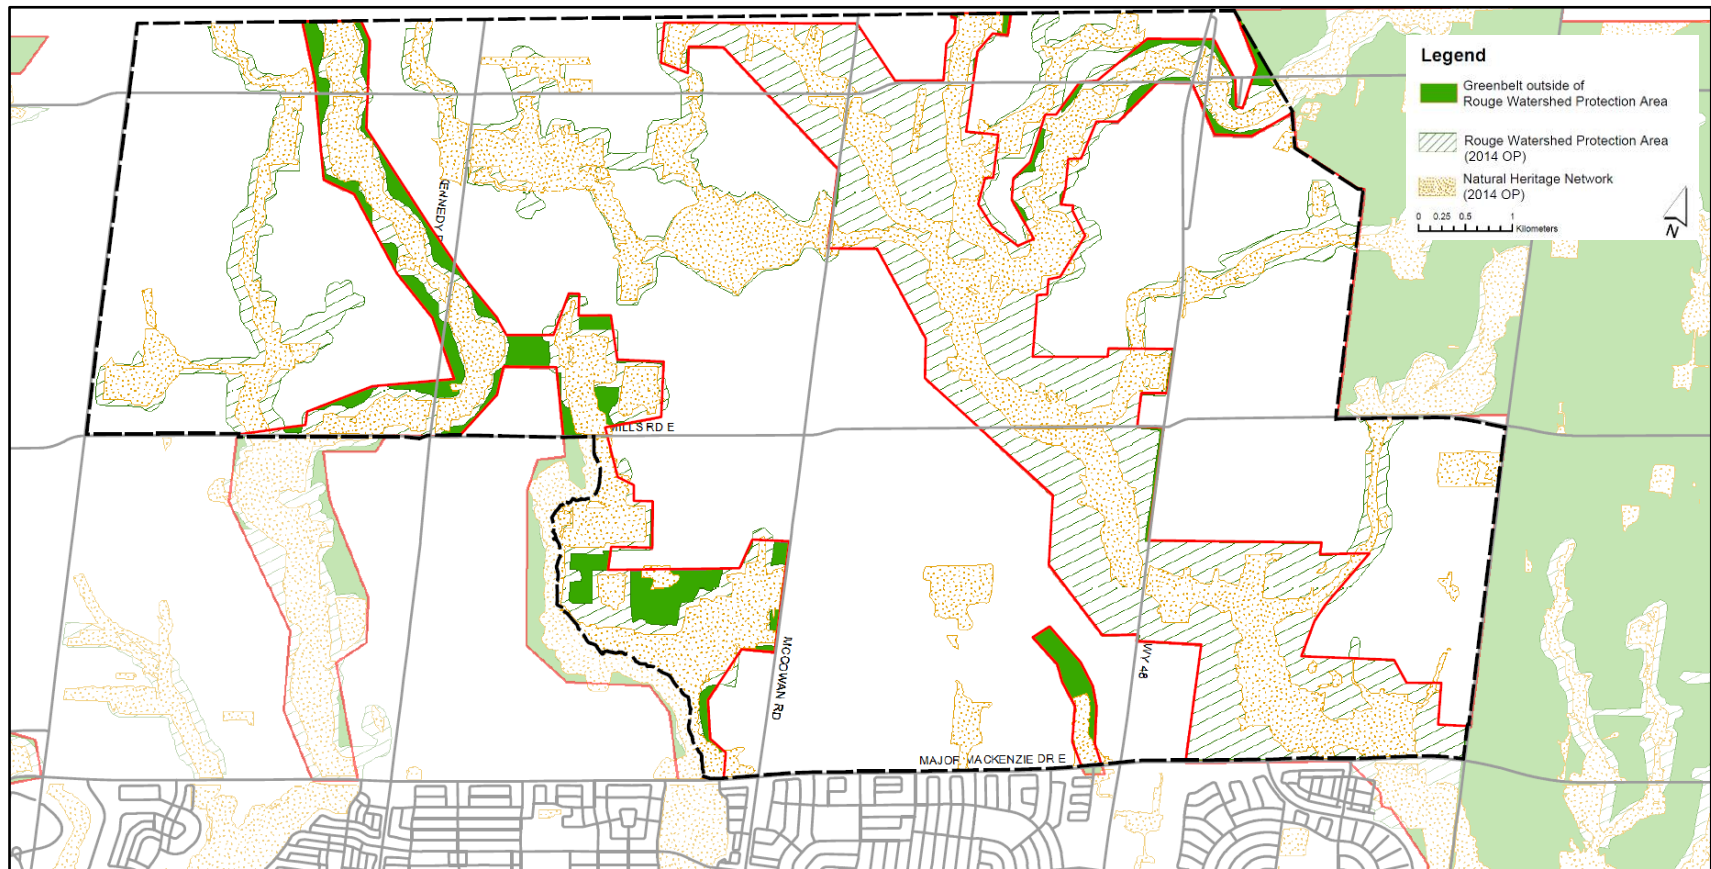 Legend
Greenbelt outside of
Rouge Watershed Protection Area
Rouge Watershed Protection Area
(2014 OP)
Natural Heritage Network
(2014 OP)
0 0.25 0.5 1
Kilometers
N
MCCOWAN RD
MAJOR MACKENZIE DR E
RD E
48